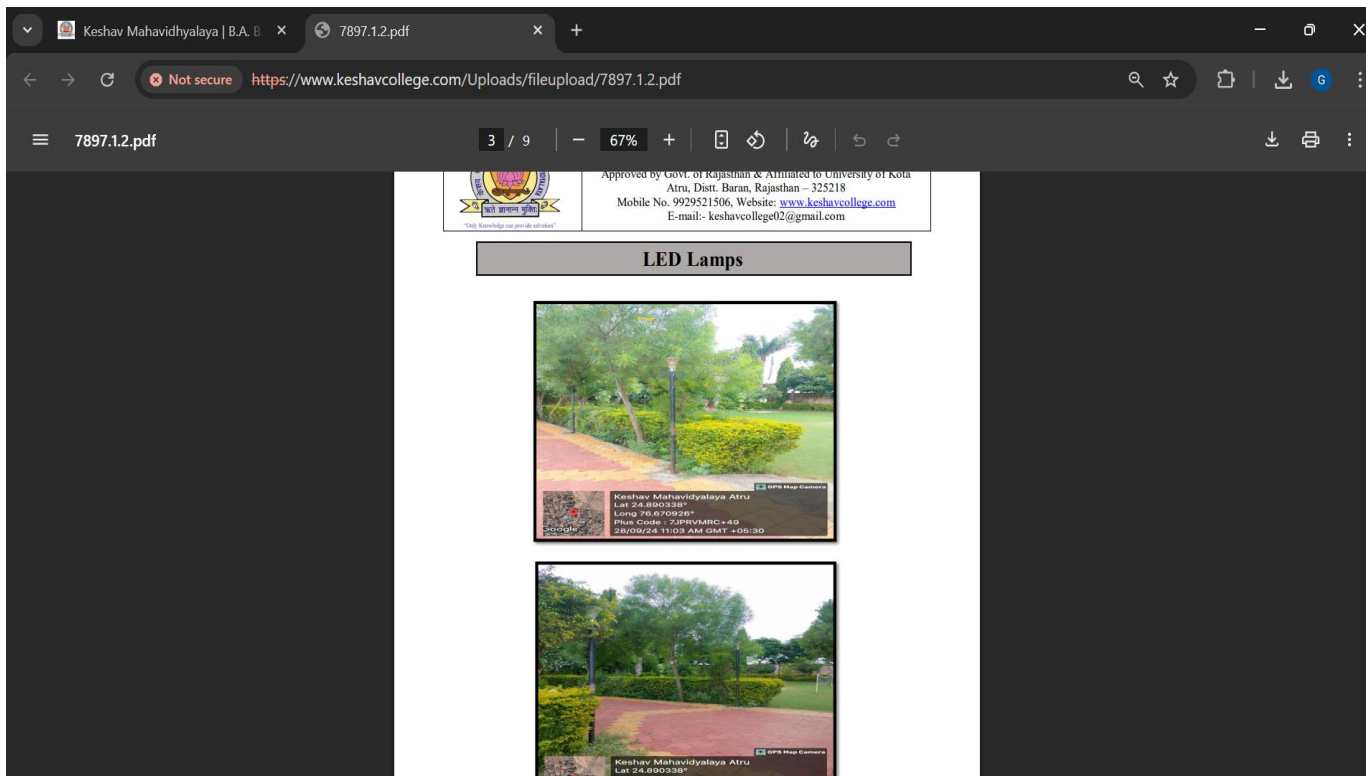 Keshav Mahavidhyalaya | B.A. B
7897.1.2.pdf
Not secure https://www.keshavcollege.com/Uploads/fileupload/7897.1.2.pdf
G
7897.1.2.pdf
3 / 9
67%
Approved by Govt. of Rajasthan & Affiliated to University of Kota
Atru, Distt. Baran, Rajasthan – 325218
Mobile No. 9929521506, Website: www.keshavcollege.com
E-mail:- keshavcollege02@gmail.com
ऋते ज्ञानान्न मुक्तिः
"Only Knowledge can provide salvation"
LED Lamps
GPS Map Camera
Keshav Mahavidyalaya Atru
Lat 24.890338°
Long 76.670926°
Plus Code : 7JPRVMRC+49
28/09/24 11:03 AM GMT +05:30
Google
GPS Map Camera
Keshav Mahavidyalaya Atru
Lat 24.890338°